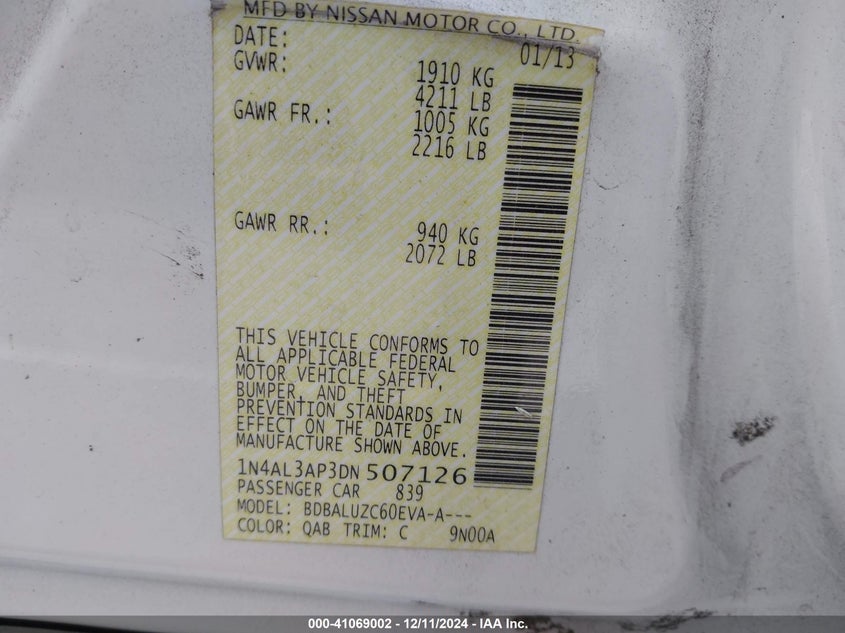 MFD BY NISSAN MOTOR CO., LTD.
DATE: 01/13
GVWR: 1910 KG
4211 LB
GAWR FR.: 1005 KG
2216 LB
GAWR RR.: 940 KG
2072 LB
THIS VEHICLE CONFORMS TO
ALL APPLICABLE FEDERAL
MOTOR VEHICLE SAFETY,
BUMPER, AND THEFT
PREVENTION STANDARDS IN
EFFECT ON THE DATE OF
MANUFACTURE SHOWN ABOVE.
1N4AL3AP3DN507126
PASSENGER CAR 839
MODEL: BDBALUZC60EVA-A---
COLOR: QAB TRIM: C 9N00A
000-41069002 - 12/11/2024 - IAA Inc.